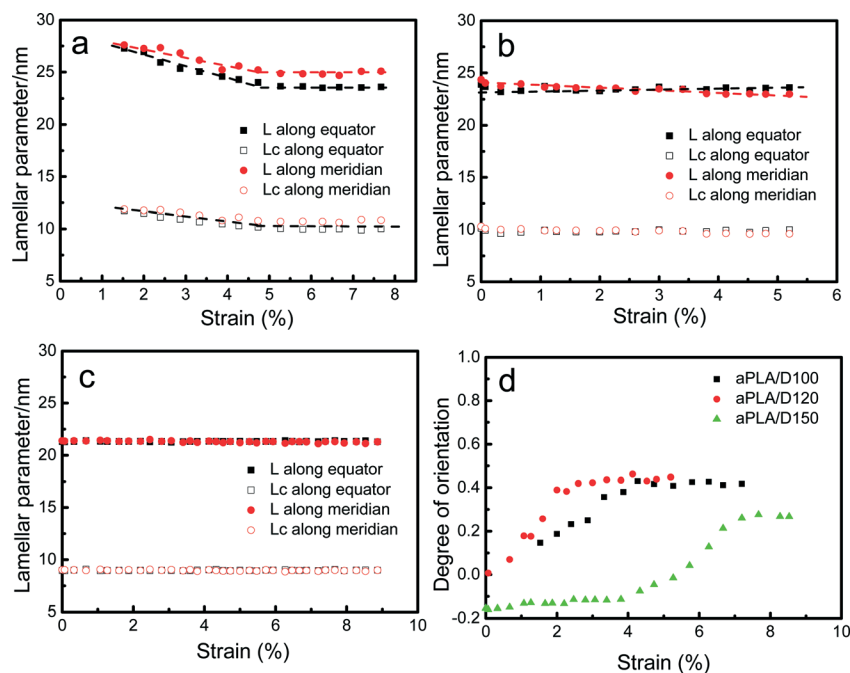 a
Lamellar parameter/nm
30
25
20
15
10
5
L along equator
Lc along equator
L along meridian
Lc along meridian
0 1 2 3 4 5 6 7 8
Strain (%)
b
Lamellar parameter/nm
30
25
20
15
10
5
L along equator
Lc along equator
L along meridian
Lc along meridian
0 1 2 3 4 5 6
Strain (%)
c
Lamellar parameter/nm
30
25
20
15
10
5
L along equator
Lc along equator
L along meridian
Lc along meridian
0 2 4 6 8 10
Strain (%)
d
Degree of orientation
1.0
0.8
0.6
0.4
0.2
0.0
-0.2
aPLA/D100
aPLA/D120
aPLA/D150
0 2 4 6 8 10
Strain (%)